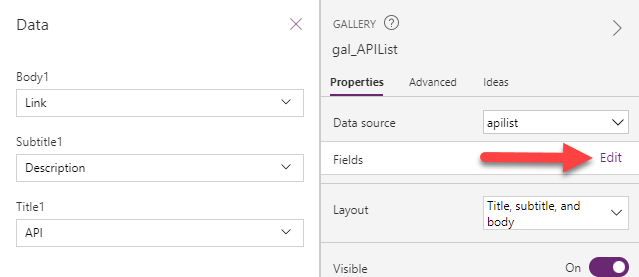 Data
Body1
Link
Subtitle1
Description
Title1
API
GALLERY ?
gal_APIList
Properties Advanced Ideas
Data source apilist
Fields Edit
Layout Title, subtitle, and
body
Visible On